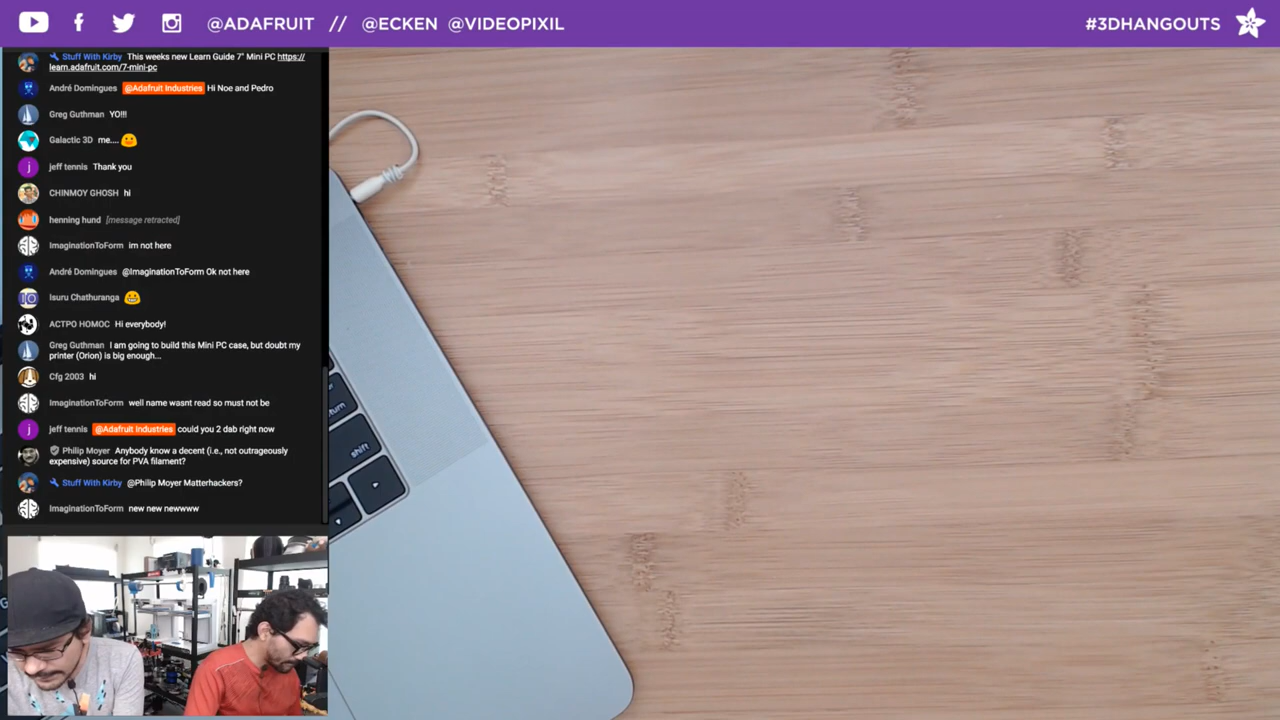 @ADAFRUIT // @ECKEN @VIDEOPIXIL
#3DHANGOUTS
Stuff With Kirby This weeks new Learn Guide 7" Mini PC https://
learn.adafruit.com/7-mini-pc
André Domingues @Adafruit Industries Hi Noe and Pedro
Greg Guthman YO!!!
Galactic 3D me....
j jeff tennis Thank you
CHINMOY GHOSH hi
henning hund [message retracted]
ImaginationToForm im not here
André Domingues @ImaginationToForm Ok not here
Isuru Chathuranga
ACTPO HOMOC Hi everybody!
Greg Guthman I am going to build this Mini PC case, but doubt my
printer (Orion) is big enough...
Cfg 2003 hi
ImaginationToForm well name wasnt read so must not be
j jeff tennis @Adafruit Industries could you 2 dab right now
Philip Moyer Anybody know a decent (i.e., not outrageously
expensive) source for PVA filament?
Stuff With Kirby @Philip Moyer Matterhackers?
ImaginationToForm new new newwww
return
shift